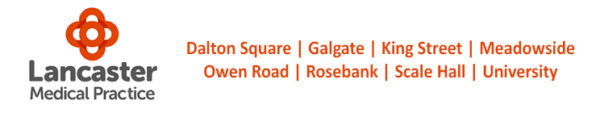 Lancaster
Medical Practice
Dalton Square | Galgate | King Street | Meadowside
Owen Road | Rosebank | Scale Hall | University